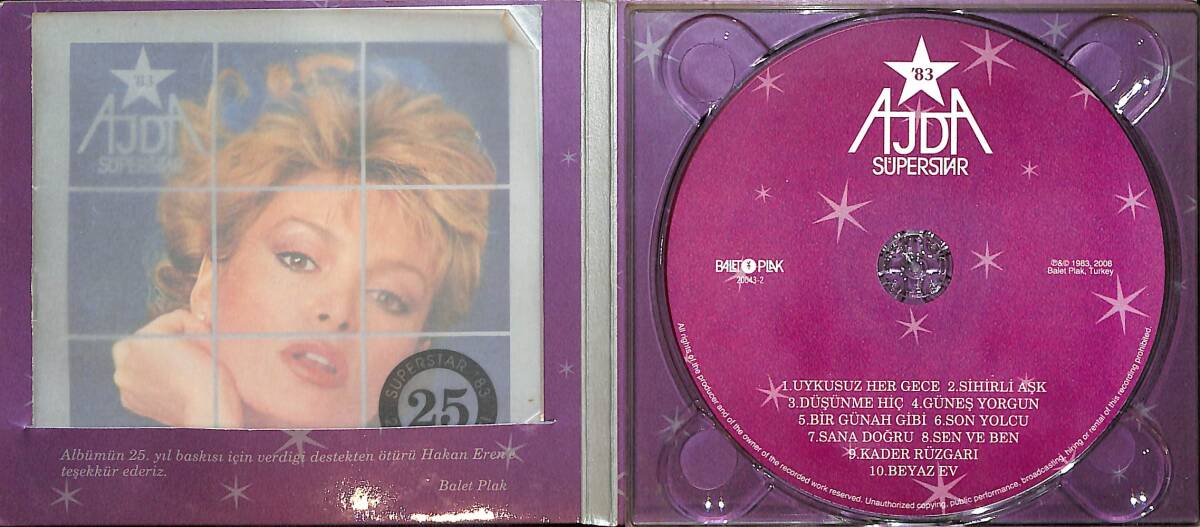 '83
AJDA
SÜPERSTAR
SÜPERSTAR '83
25
Albümün 25. yıl baskısı için verdiği destekten ötürü Hakan Eren'e
teşekkür ederiz.
Balet Plak
'83
AJDA
SÜPERSTAR
BALET PLAK
20043-2
℗&© 1983, 2008
Balet Plak, Turkey
1.UYKUSUZ HER GECE 2.SİHİRLİ AŞK
3.DÜŞÜNME HİÇ 4.GÜNEŞ YORGUN
5.BİR GÜNAH GİBİ 6.SON YOLCU
7.SANA DOĞRU 8.SEN VE BEN
9.KADER RÜZGARI
10.BEYAZ EV
All rights of the producer and of the owner of the recorded work reserved. Unauthorized copying, public performance, broadcasting, hiring or rental of this recording prohibited.